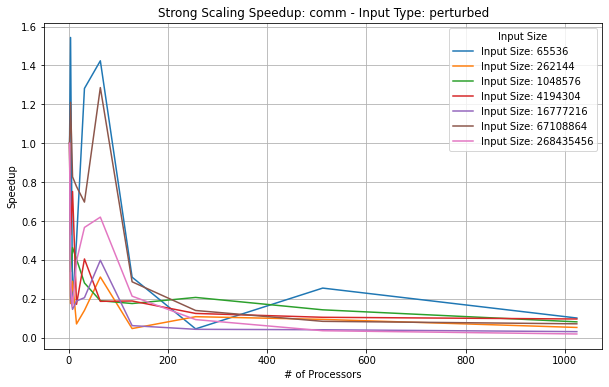 Strong Scaling Speedup: comm - Input Type: perturbed
Input Size
Input Size: 65536
Input Size: 262144
Input Size: 1048576
Input Size: 4194304
Input Size: 16777216
Input Size: 67108864
Input Size: 268435456
Speedup
1.6
1.4
1.2
1.0
0.8
0.6
0.4
0.2
0.0
0 200 400 600 800 1000
# of Processors